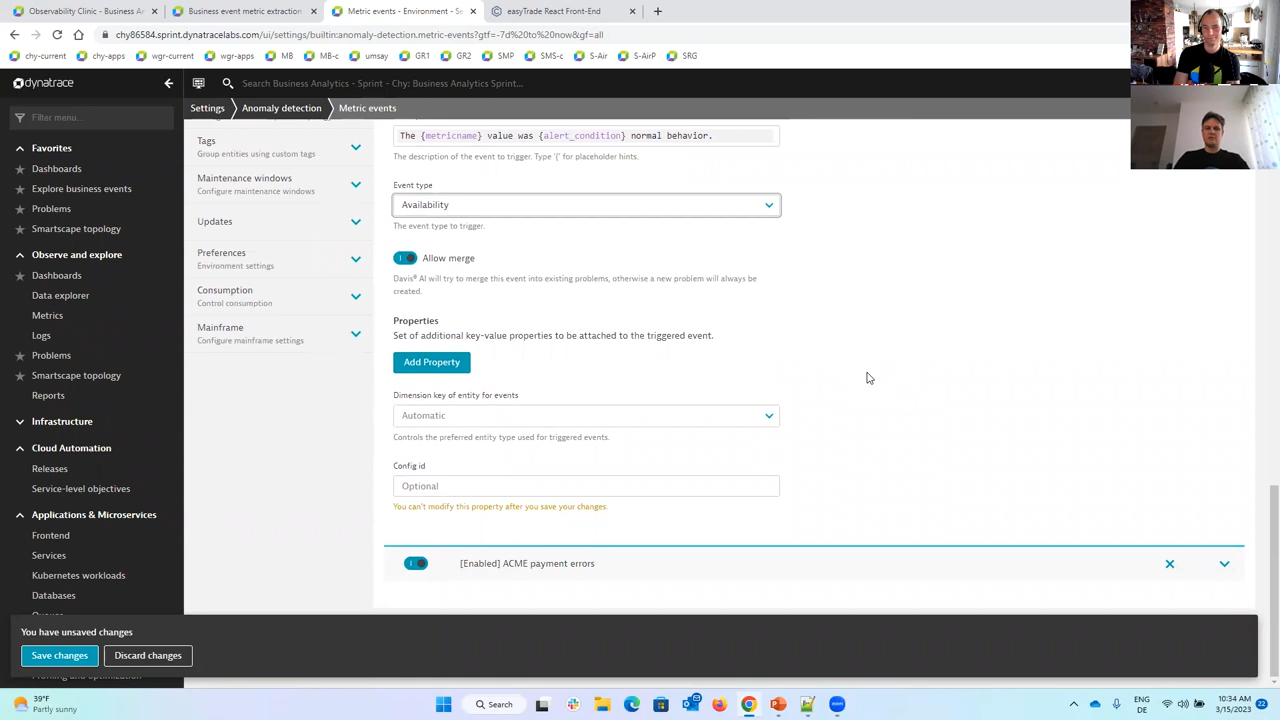 Observability Clinic - Business A
Business event metric extraction
Metric events - Settings - Se
easyTrade React Front-End
chy86584.sprint.dynatracelabs.com/ui/settings/builtin:anomaly-detection.metric-events?gtf=-7d%20to%20now&gf=all
chy-current
chy-apps
wgr-current
wgr-apps
MB
MB-c
umsay
GR1
GR2
SMP
SMPsrc
S-Air
S-AirP
SRG
dynatrace
Search Business Analytics - Sprint - Chy: Business Analytics Sprint...
Settings
Anomaly detection
Metric events
Filter menu...
Favorites
Dashboards
Explore business events
Problems
Smartscape topology
Observe and explore
Dashboards
Data explorer
Metrics
Logs
Problems
Smartscape topology
Reports
Infrastructure
Cloud Automation
Releases
Service-level objectives
Applications & Microservices
Frontend
Services
Kubernetes workloads
Databases
Profiling and optimization
Tags
Group entities using custom tags
Maintenance windows
Configure maintenance windows
Updates
Preferences
Environment settings
Consumption
Control consumption
Mainframe
Configure mainframe settings
The {metricname} value was {alert_condition} normal behavior.
The description of the event to trigger. Type '{' for placeholder hints.
Event type
Availability
The event type to trigger.
Allow merge
Davis® AI will try to merge this event into existing problems, otherwise a new problem will always be
created.
Properties
Set of additional key-value properties to be attached to the triggered event.
Add Property
Dimension key of entity for events
Automatic
Controls the preferred entity type used for triggered events.
Config id
Optional
You can't modify this property after you save your changes.
[Enabled] ACME payment errors
You have unsaved changes
Save changes
Discard changes
39°F
Partly sunny
Search
ENG
DE
10:34 AM
3/15/2023
22